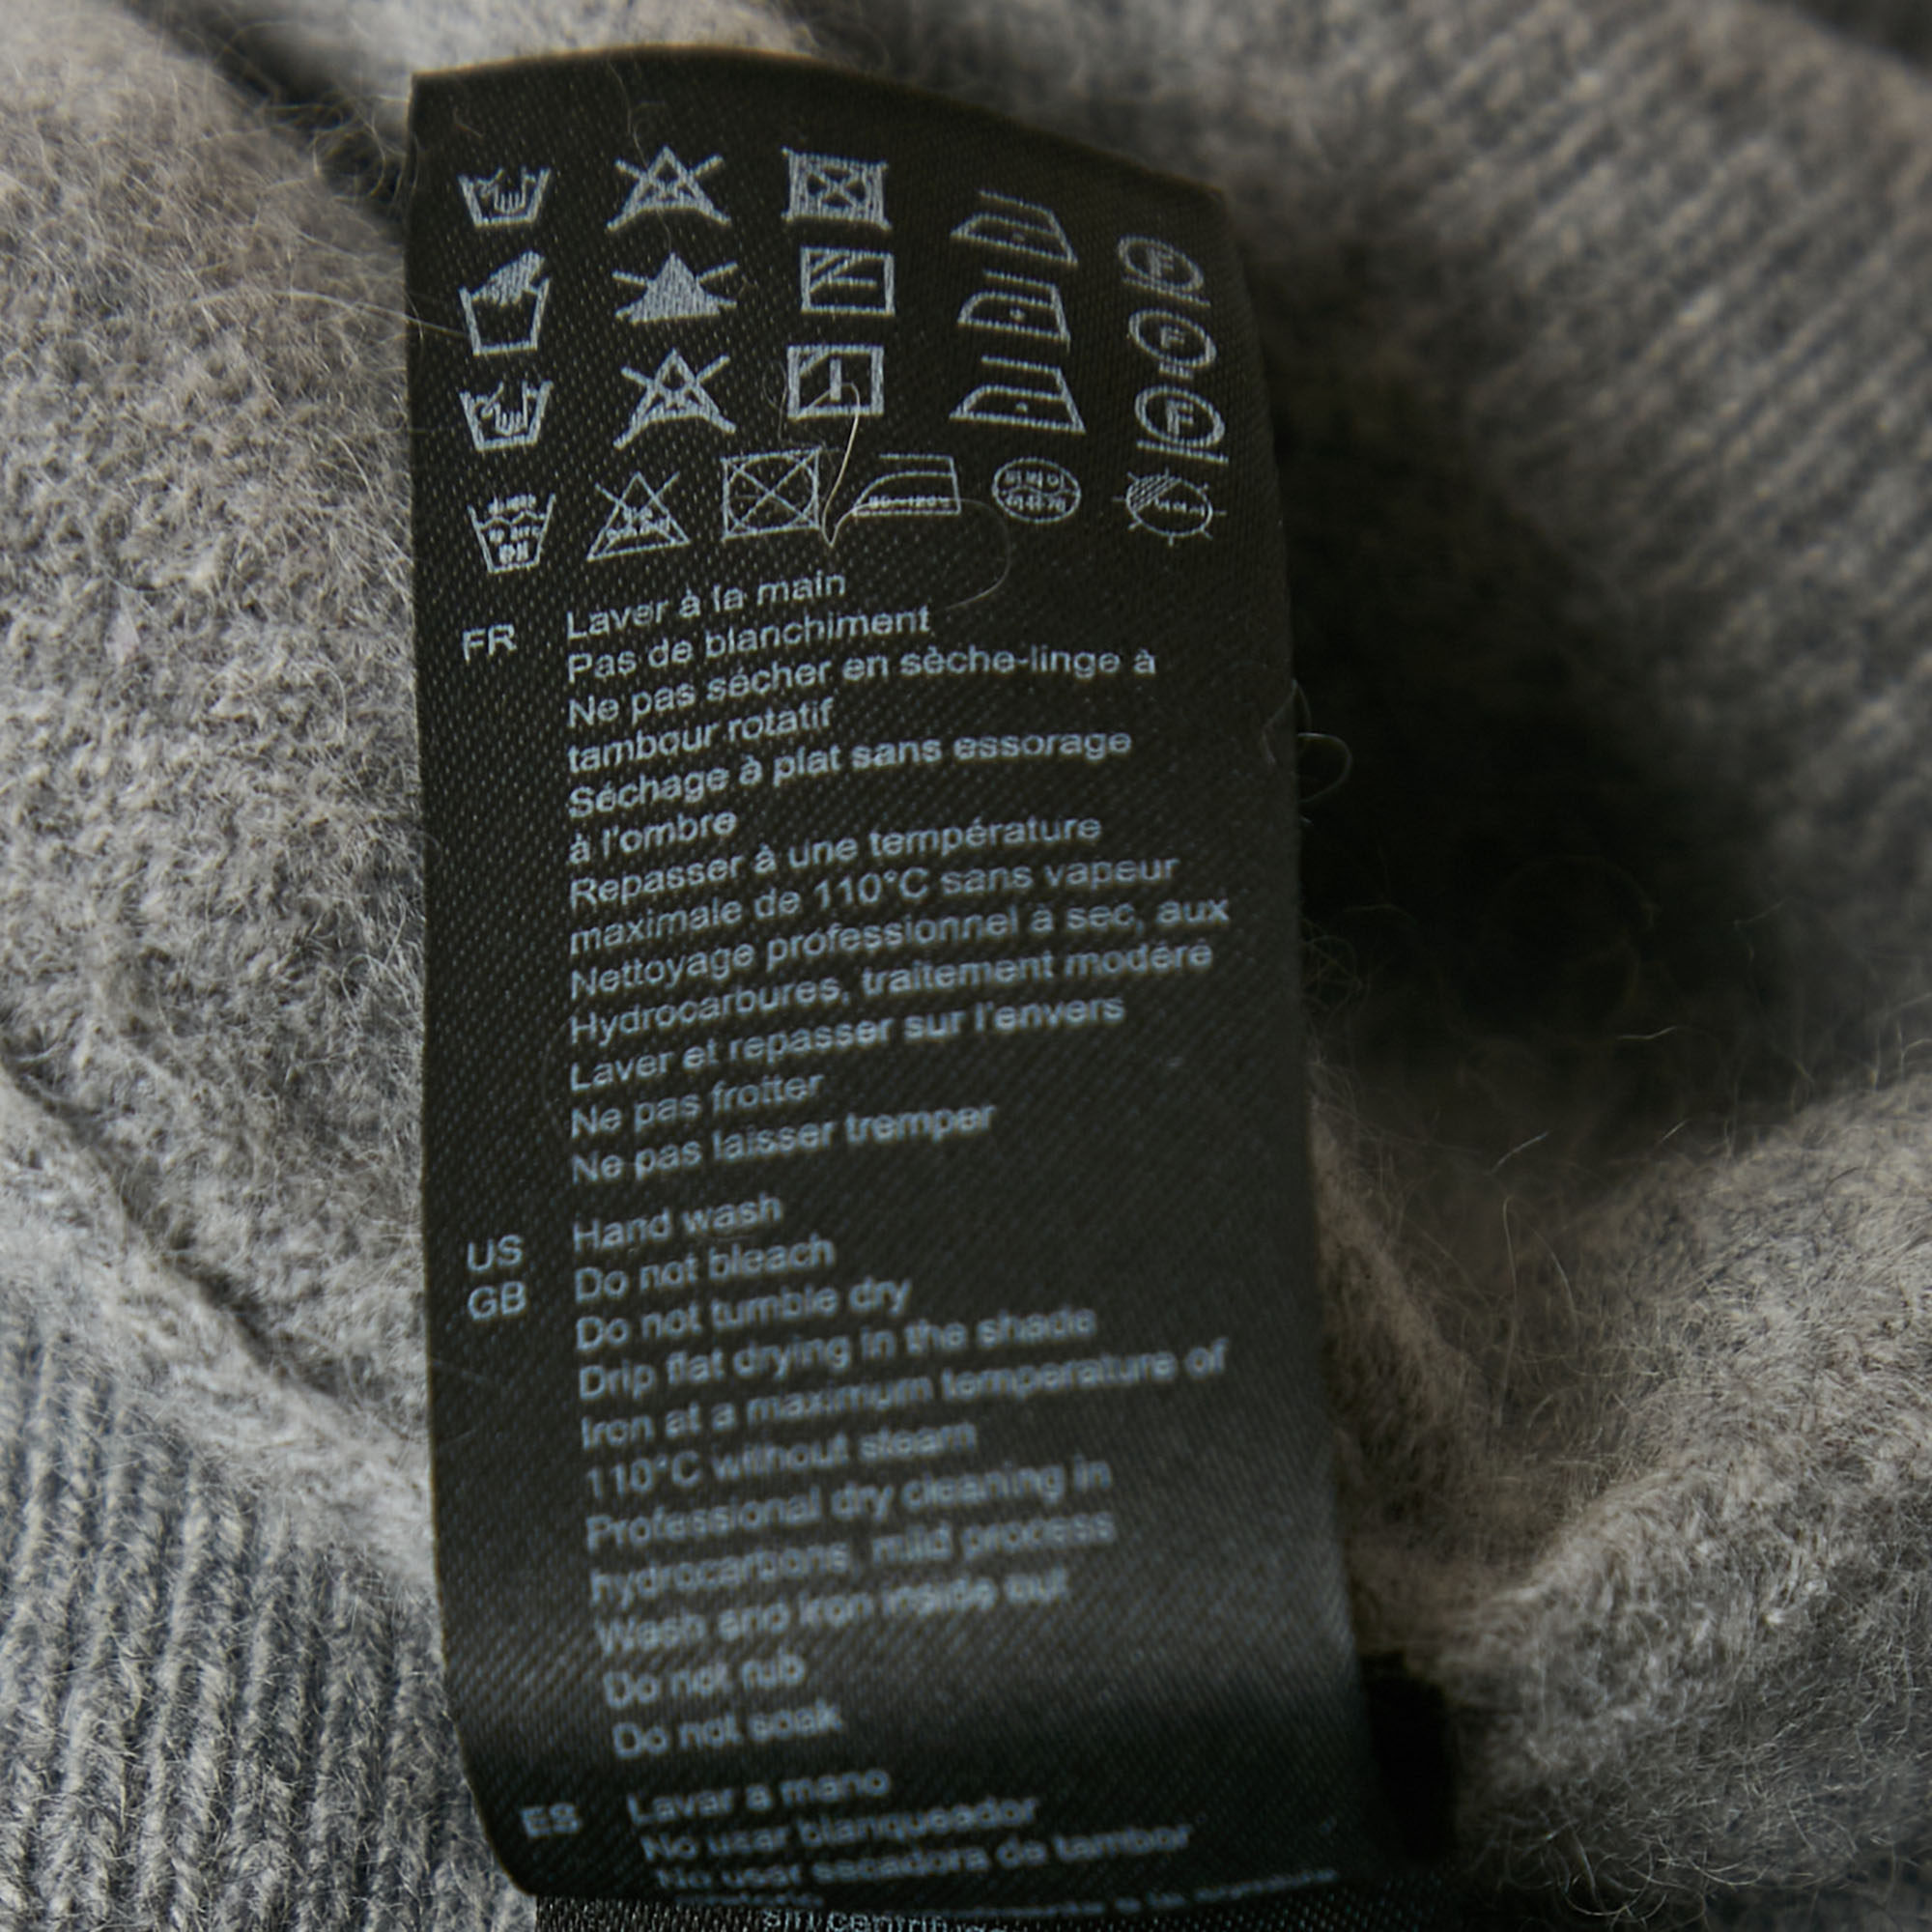 FR Laver à la main
Pas de blanchiment
Ne pas sécher en sèche-linge à
tambour rotatif
Séchage à plat sans essorage
à l'ombre
Repasser à une température
maximale de 110°C sans vapeur
Nettoyage professionnel à sec, aux
Hydrocarbures, traitement modéré
Laver et repasser sur l'envers
Ne pas frotter
Ne pas laisser tremper
US Hand wash
GB Do not bleach
Do not tumble dry
Drip flat drying in the shade
Iron at a maximum temperature of
110°C without steam
Professional dry cleaning in
hydrocarbons, mild process
Wash and iron inside out
Do not rub
Do not soak
ES Lavar a mano
No usar blanqueador
No usar secadora de tambor